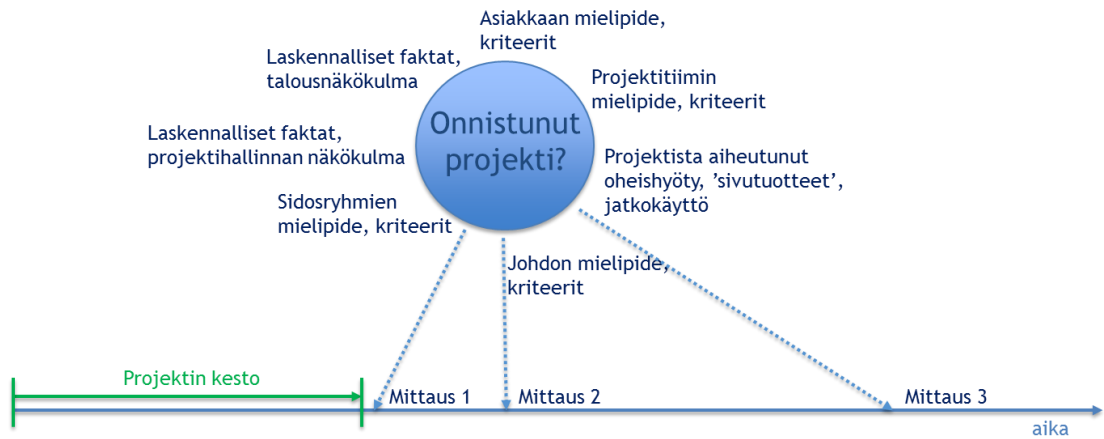 Asiakkaan mielipide,
kriteerit
Laskennalliset faktat,
talousnäkökulma
Projektitiimin
mielipide, kriteerit
Onnistunut
projekti?
Laskennalliset faktat,
projektihallinnan näkökulma
Projektista aiheutunut
oheishyöty, ’sivutuotteet’,
jatkokäyttö
Sidosryhmien
mielipide, kriteerit
Johdon mielipide,
kriteerit
Projektin kesto
Mittaus 1
Mittaus 2
Mittaus 3
aika